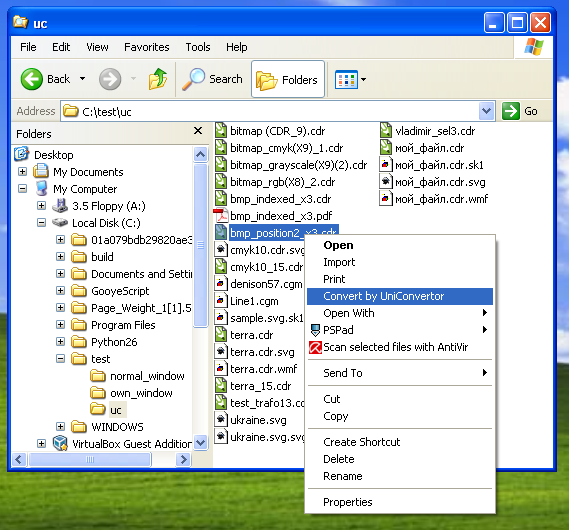 uc
File Edit View Favorites Tools Help
Back Search Folders
Address C:\test\uc Go
Folders
Desktop
My Documents
My Computer
3.5 Floppy (A:)
Local Disk (C:)
01a079bdb29820ae3
build
Documents and Settin
GooyeScript
Page_Weight_1[1].5
Program Files
Python26
test
normal_window
own_window
uc
WINDOWS
VirtualBox Guest Addition
bitmap (CDR_9).cdr
bitmap_cmyk(X9)_1.cdr
bitmap_grayscale(X9)(2).cdr
bitmap_rgb(X8)_2.cdr
bmp_indexed_x3.cdr
bmp_indexed_x3.pdf
bmp_position2_x3.cdr
cmyk10.cdr.svg
cmyk10_15.cdr
denison57.cgm
Line1.cgm
sample.svg.sk1
terra.cdr
terra.cdr.svg
terra.cdr.wmf
terra_15.cdr
test_trafo13.cd
ukraine.svg
ukraine.svg.svg
vladimir_sel3.cdr
мой_файл.cdr
мой_файл.cdr.sk1
мой_файл.cdr.svg
мой_файл.cdr.wmf
Open
Import
Print
Convert by UniConvertor
Open With
PSPad
Scan selected files with AntiVir
Send To
Cut
Copy
Create Shortcut
Delete
Rename
Properties